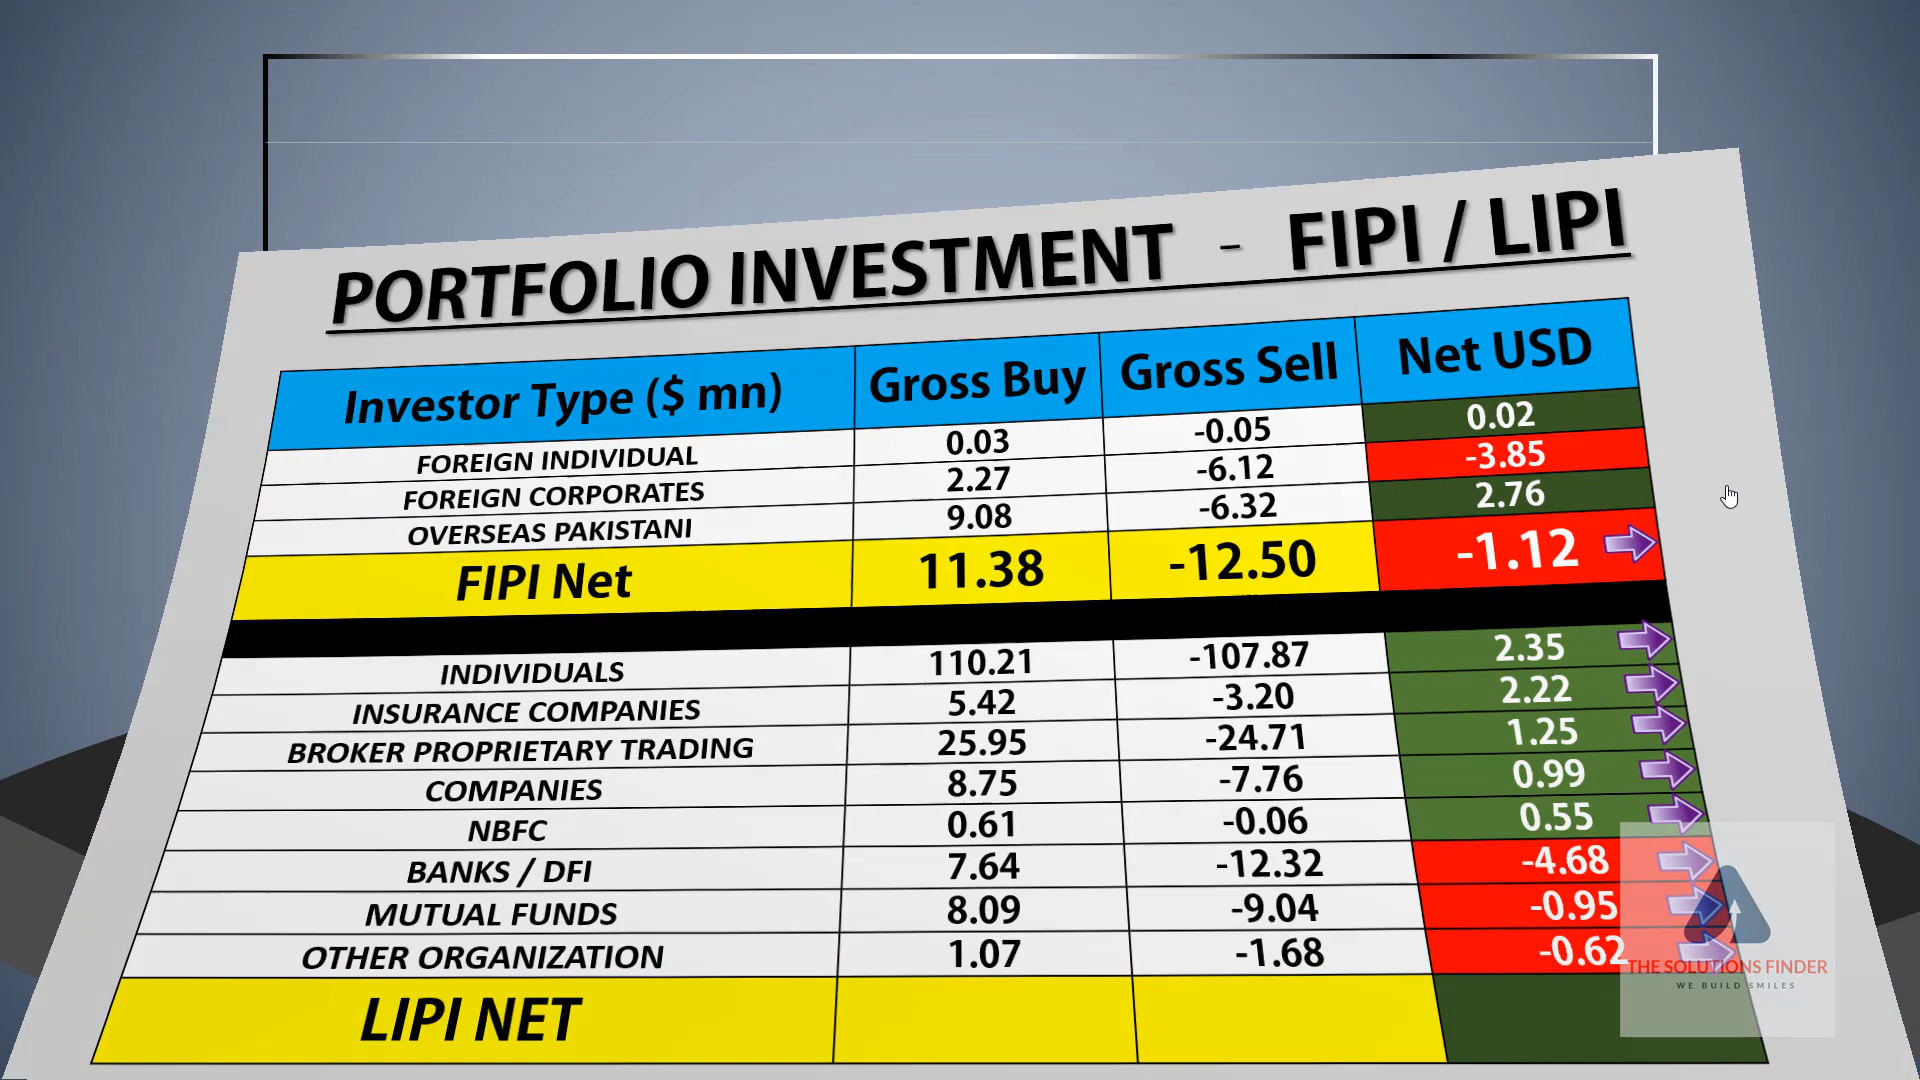 PORTFOLIO INVESTMENT - FIPI / LIPI
Investor Type ($ mn) Gross Buy Gross Sell Net USD
FOREIGN INDIVIDUAL 0.03 -0.05 0.02
FOREIGN CORPORATES 2.27 -6.12 -3.85
OVERSEAS PAKISTANI 9.08 -6.32 2.76
FIPI Net 11.38 -12.50 -1.12
INDIVIDUALS 110.21 -107.87 2.35
INSURANCE COMPANIES 5.42 -3.20 2.22
BROKER PROPRIETARY TRADING 25.95 -24.71 1.25
COMPANIES 8.75 -7.76 0.99
NBFC 0.61 -0.06 0.55
BANKS / DFI 7.64 -12.32 -4.68
MUTUAL FUNDS 8.09 -9.04 -0.95
OTHER ORGANIZATION 1.07 -1.68 -0.62
LIPI NET
THE SOLUTIONS FINDER
WE BUILD SMILES